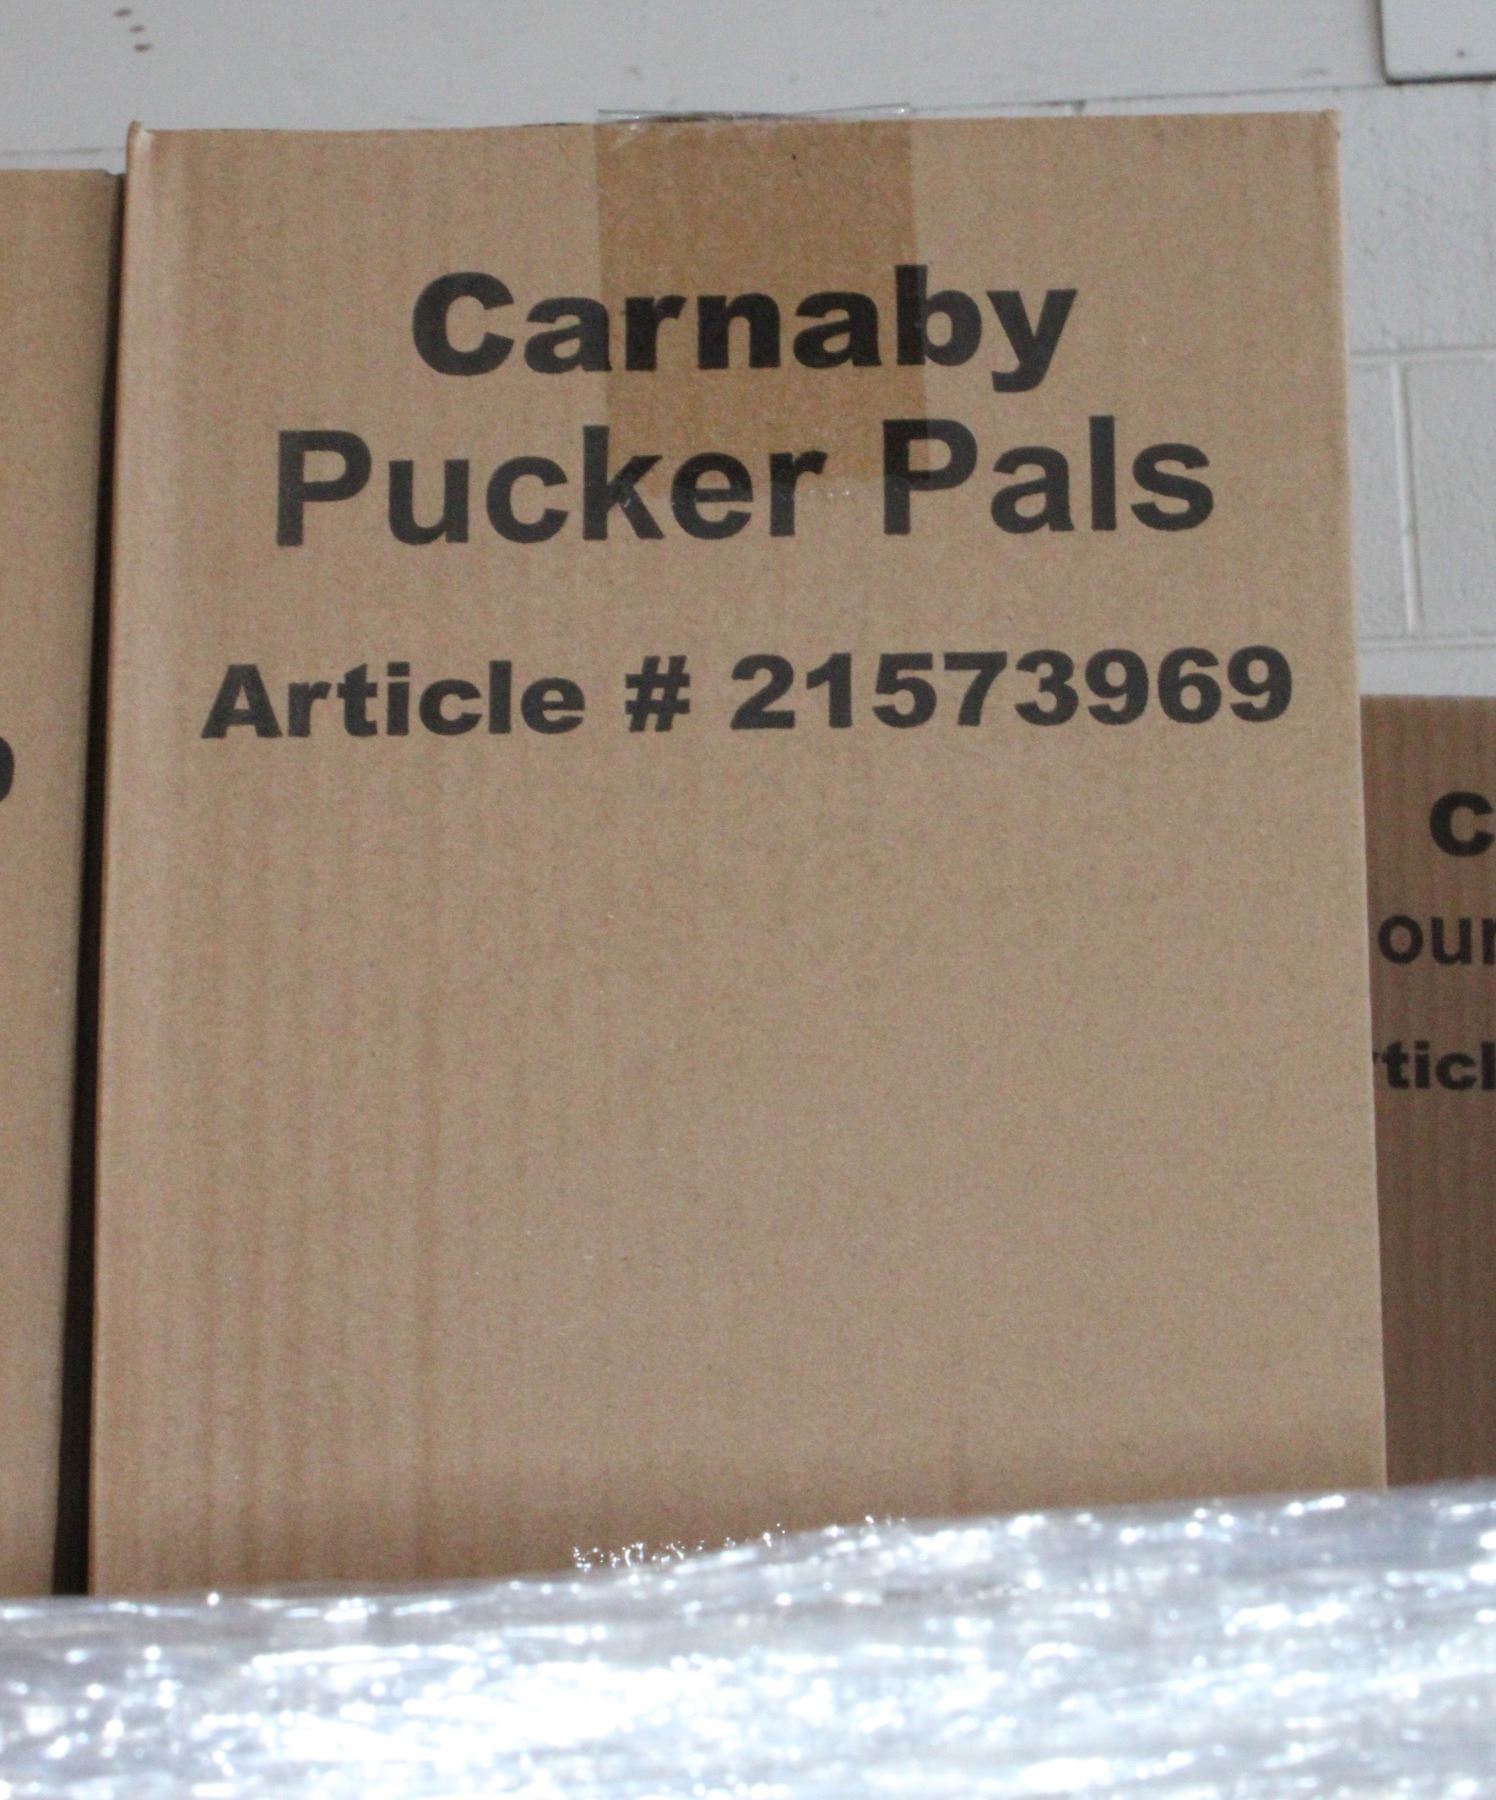 Carnaby
Pucker Pals
Article # 21573969